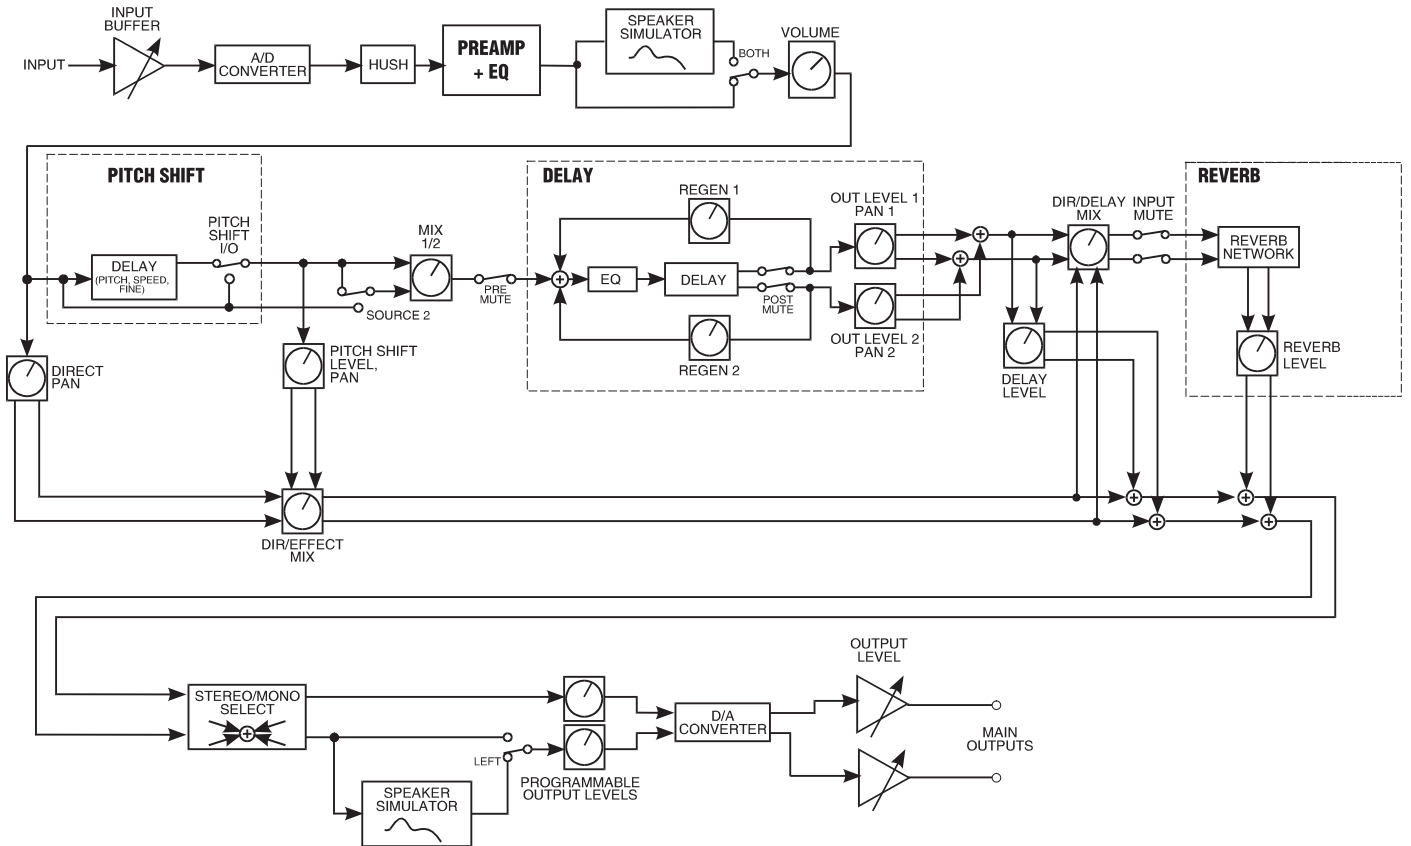 INPUT
BUFFER
INPUT
A/D
CONVERTER
HUSH
PREAMP
+ EQ
SPEAKER
SIMULATOR
BOTH
VOLUME
PITCH SHIFT
DELAY
(PITCH, SPEED,
FINE)
PITCH
SHIFT
I/O
MIX
1/2
SOURCE 2
PRE
MUTE
DELAY
REGEN 1
EQ
DELAY
POST
MUTE
REGEN 2
OUT LEVEL 1
PAN 1
OUT LEVEL 2
PAN 2
DIR/DELAY
MIX
INPUT
MUTE
REVERB
REVERB
NETWORK
DIRECT
PAN
PITCH SHIFT
LEVEL,
PAN
DELAY
LEVEL
REVERB
LEVEL
DIR/EFFECT
MIX
STEREO/MONO
SELECT
LEFT
SPEAKER
SIMULATOR
PROGRAMMABLE
OUTPUT LEVELS
D/A
CONVERTER
OUTPUT
LEVEL
MAIN
OUTPUTS